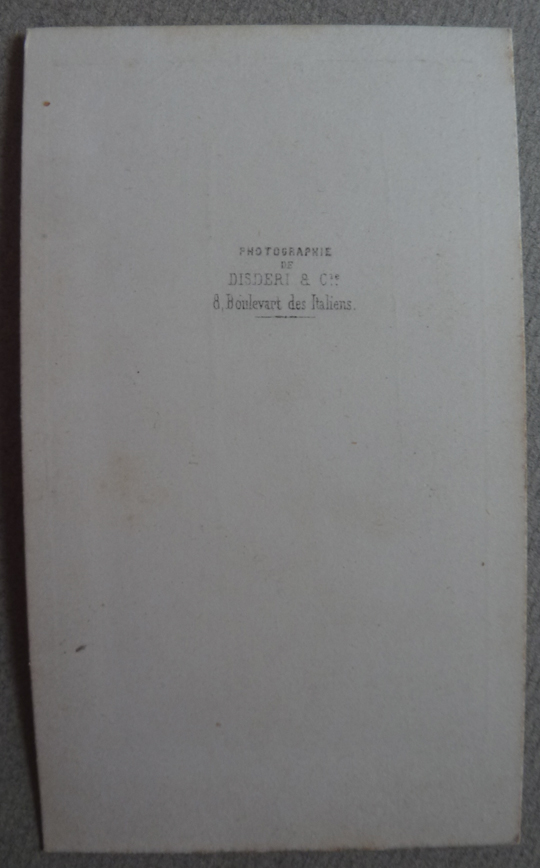 PHOTOGRAPHIE
DE
DISDERI & Cie
8, Boulevart des Italiens.